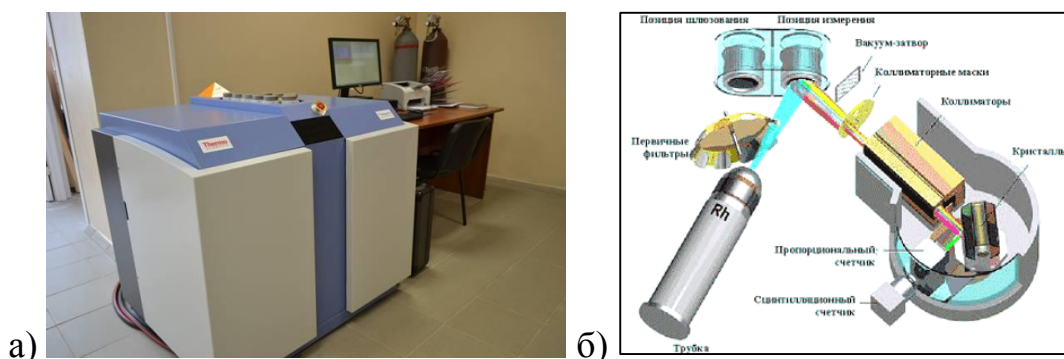 а)
Thermo
б)
Позиция шлюзования
Позиция измерения
Вакуум-затвор
Коллиматорные маски
Коллиматоры
Кристаллы
Первичные
фильтры
Rh
Пропорциональный
счетчик
Сцинтилляционный
счетчик
Трубка